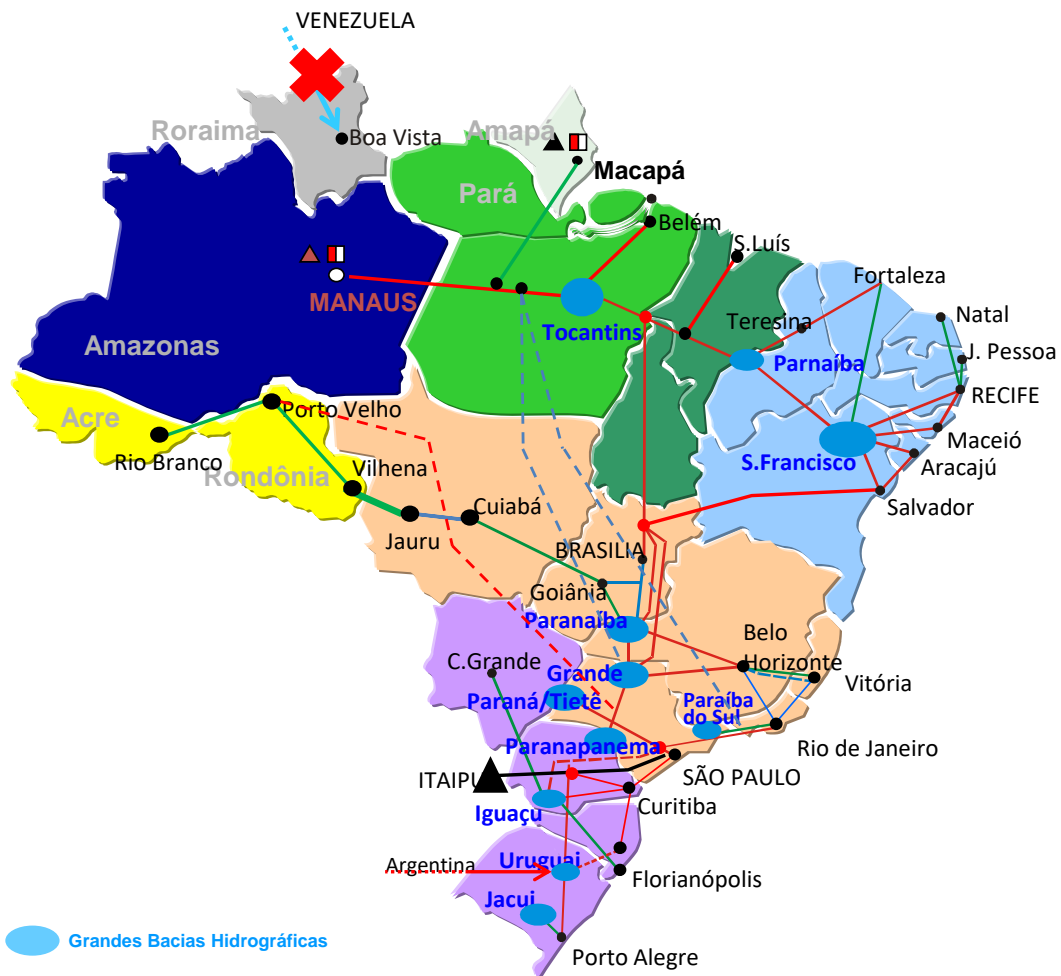 VENEZUELA
Roraima
Boa Vista
Amapá
Macapá
Pará
Belém
S.Luís
MANAUS
Tocantins
Fortaleza
Teresina
Natal
Amazonas
Parnaíba
J. Pessoa
RECIFE
Acre
Porto Velho
Maceió
Rio Branco
Rondônia
Vilhena
S.Francisco
Aracajú
Salvador
Cuiabá
Jauru
BRASILIA
Goiânia
Paranaíba
Belo
Horizonte
C.Grande
Grande
Vitória
Paraná/Tietê
Paraíba
do Sul
Paranapanema
Rio de Janeiro
ITAIPU
SÃO PAULO
Iguaçu
Curitiba
Argentina
Uruguai
Florianópolis
Jacui
Grandes Bacias Hidrográficas
Porto Alegre